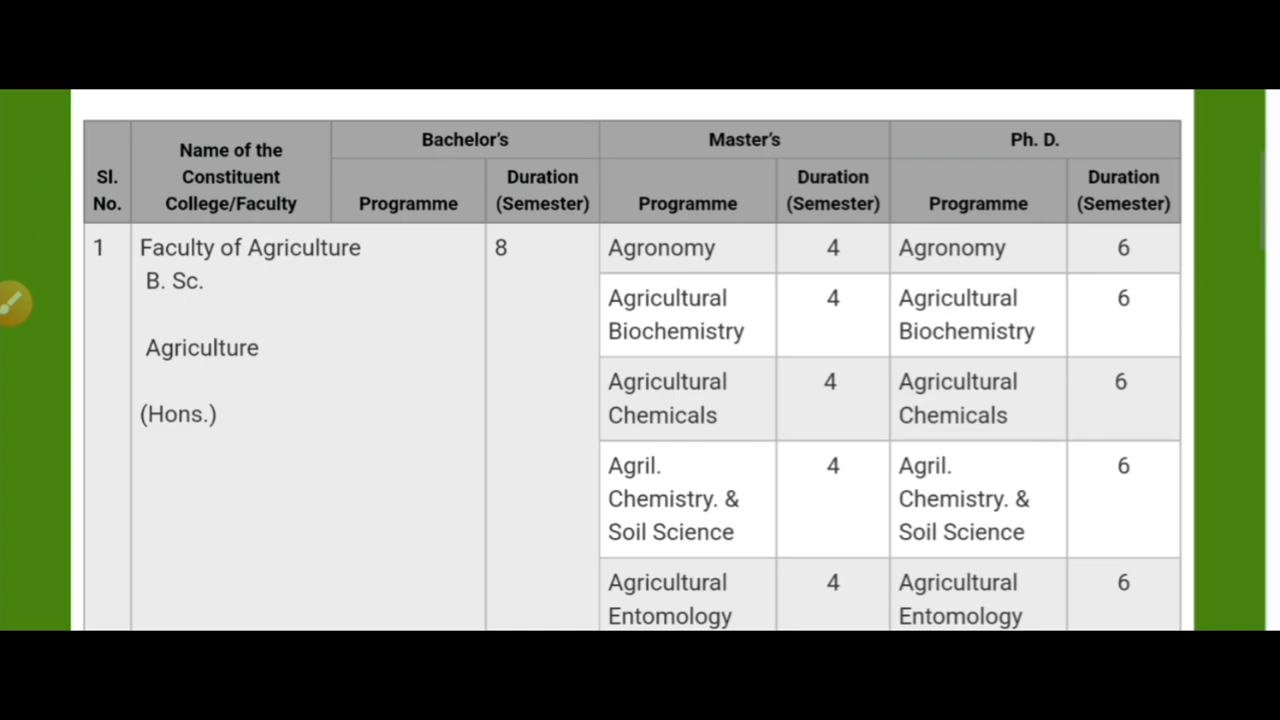 Bachelor's Master's Ph. D.
Name of the
Sl. Constituent Duration Duration Duration
No. College/Faculty Programme (Semester) Programme (Semester) Programme (Semester)
1 Faculty of Agriculture 8 Agronomy 4 Agronomy 6
B. Sc.
Agricultural 4 Agricultural 6
Biochemistry Biochemistry
Agriculture
Agricultural 4 Agricultural 6
Chemicals Chemicals
(Hons.)
Agril. 4 Agril. 6
Chemistry. & Chemistry. &
Soil Science Soil Science
Agricultural 4 Agricultural 6
Entomology Entomology